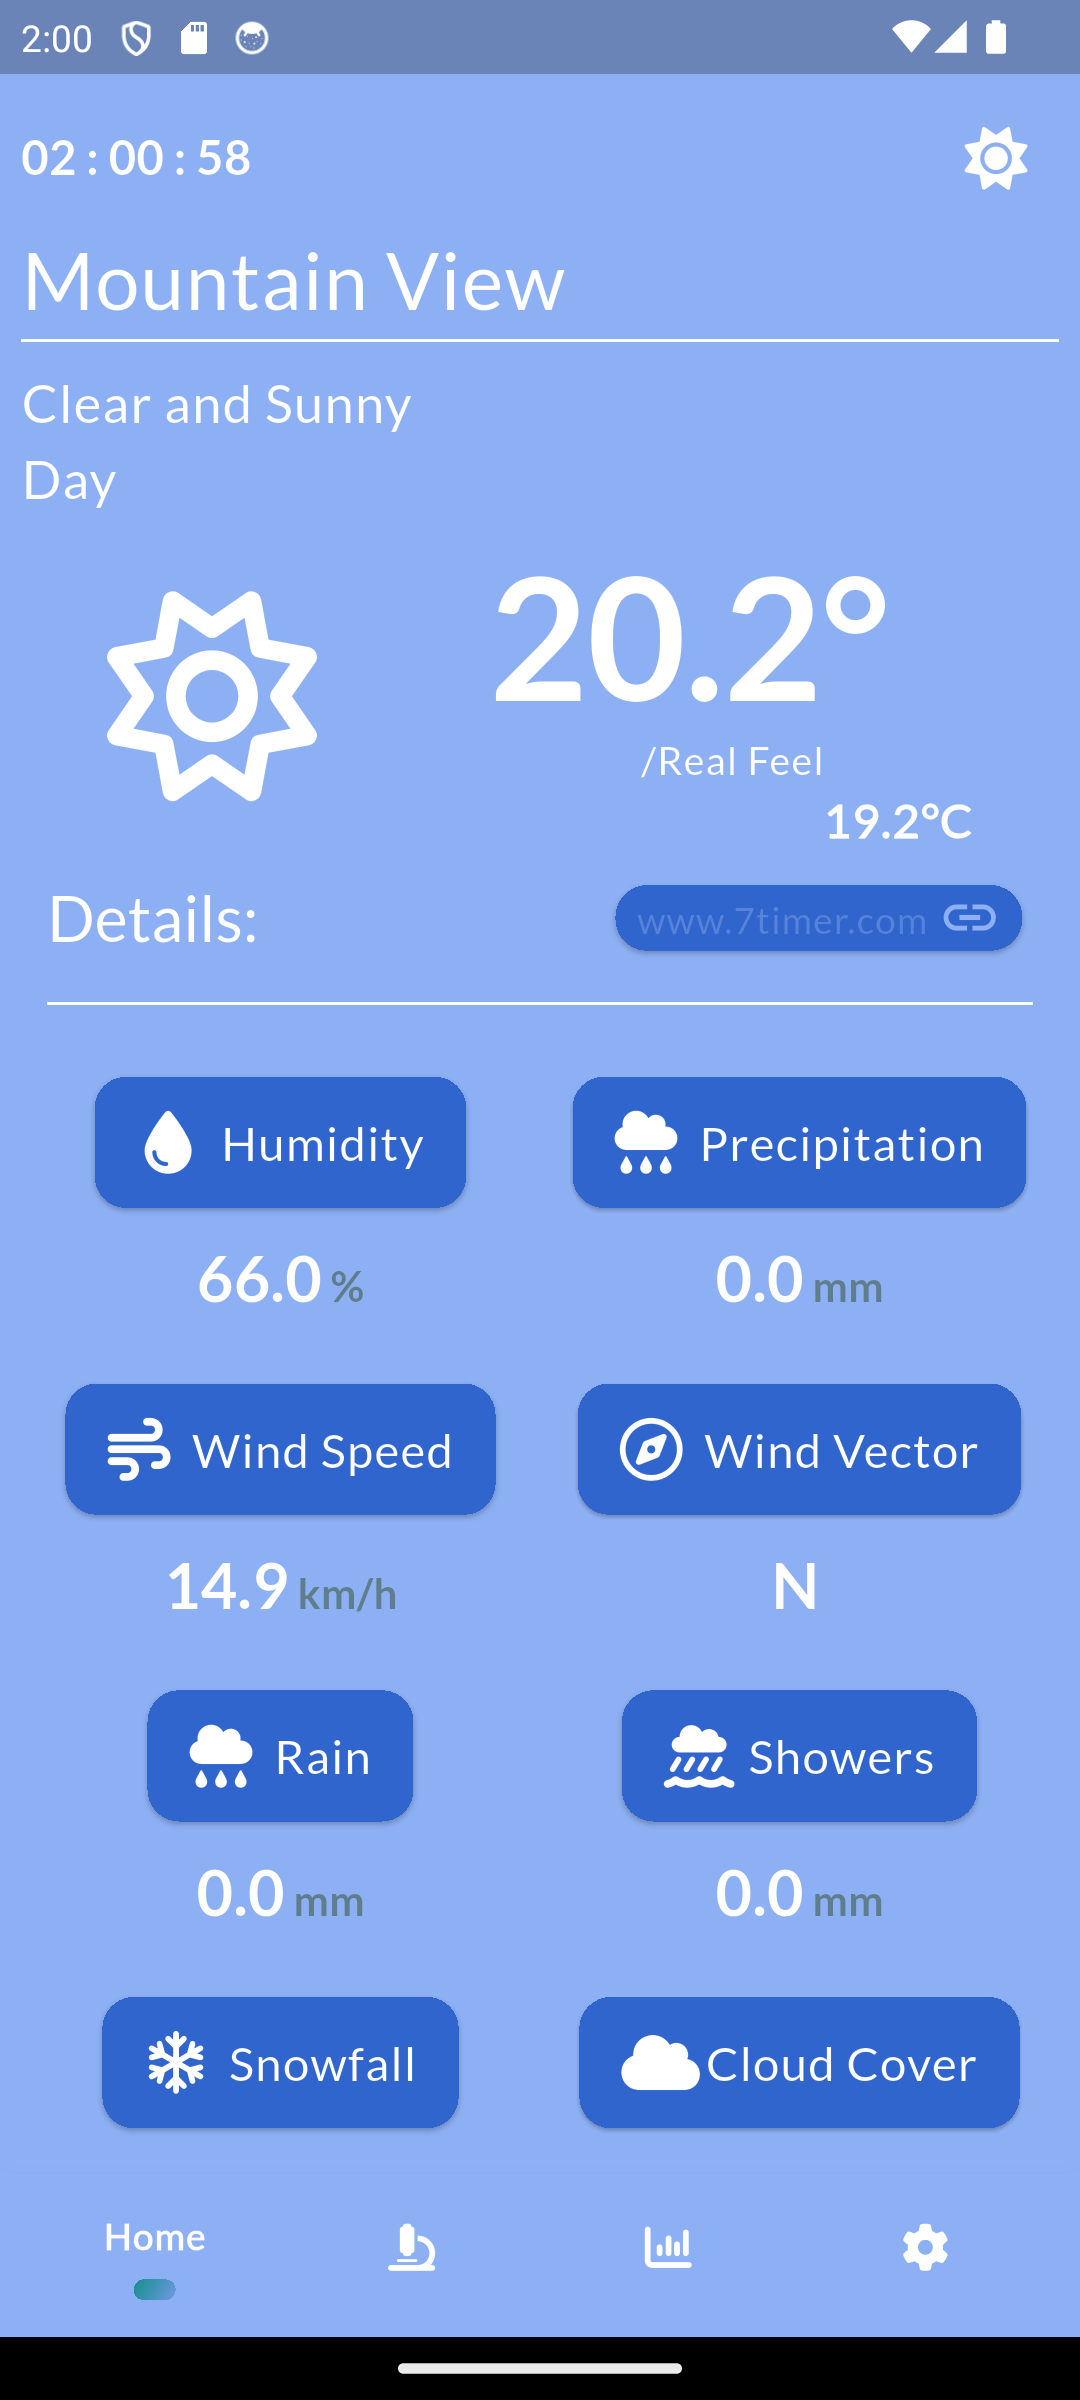 2:00
02 : 00 : 58
Mountain View
Clear and Sunny
Day
20.2°
/Real Feel
19.2°C
Details:
www.7timer.com
Humidity
Precipitation
66.0 %
0.0 mm
Wind Speed
Wind Vector
14.9 km/h
N
Rain
Showers
0.0 mm
0.0 mm
Snowfall
Cloud Cover
Home